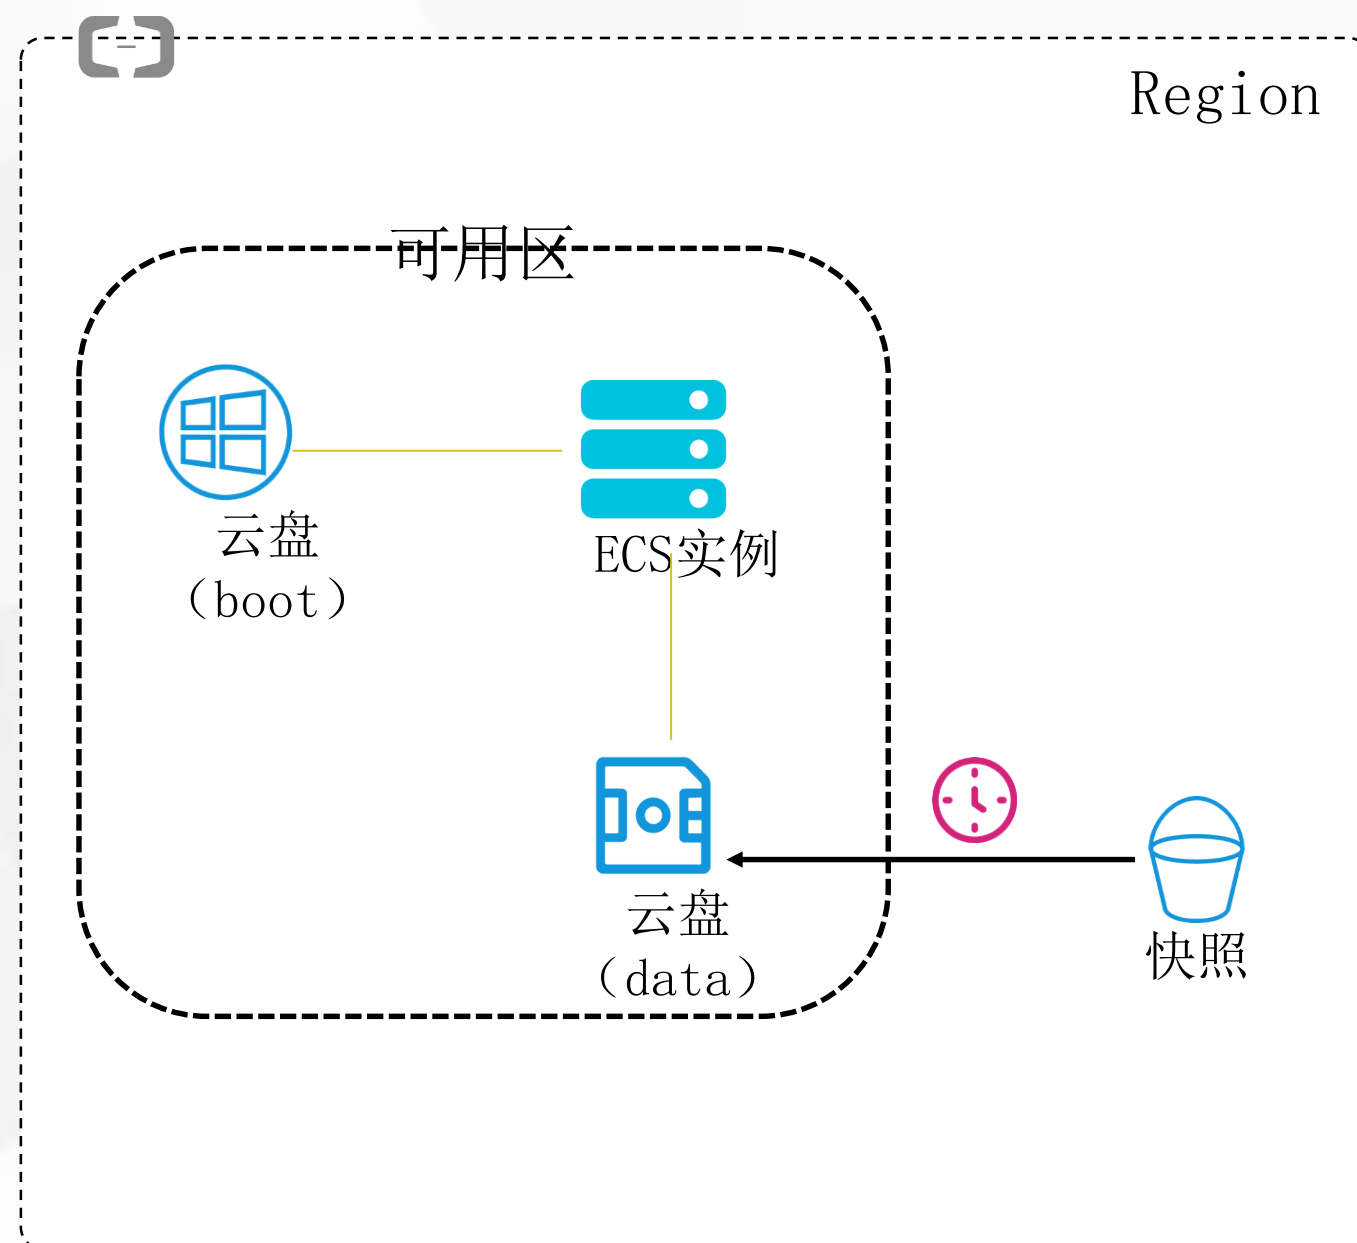 Region
可用区
云盘
（boot）
ECS实例
云盘
（data）
快照